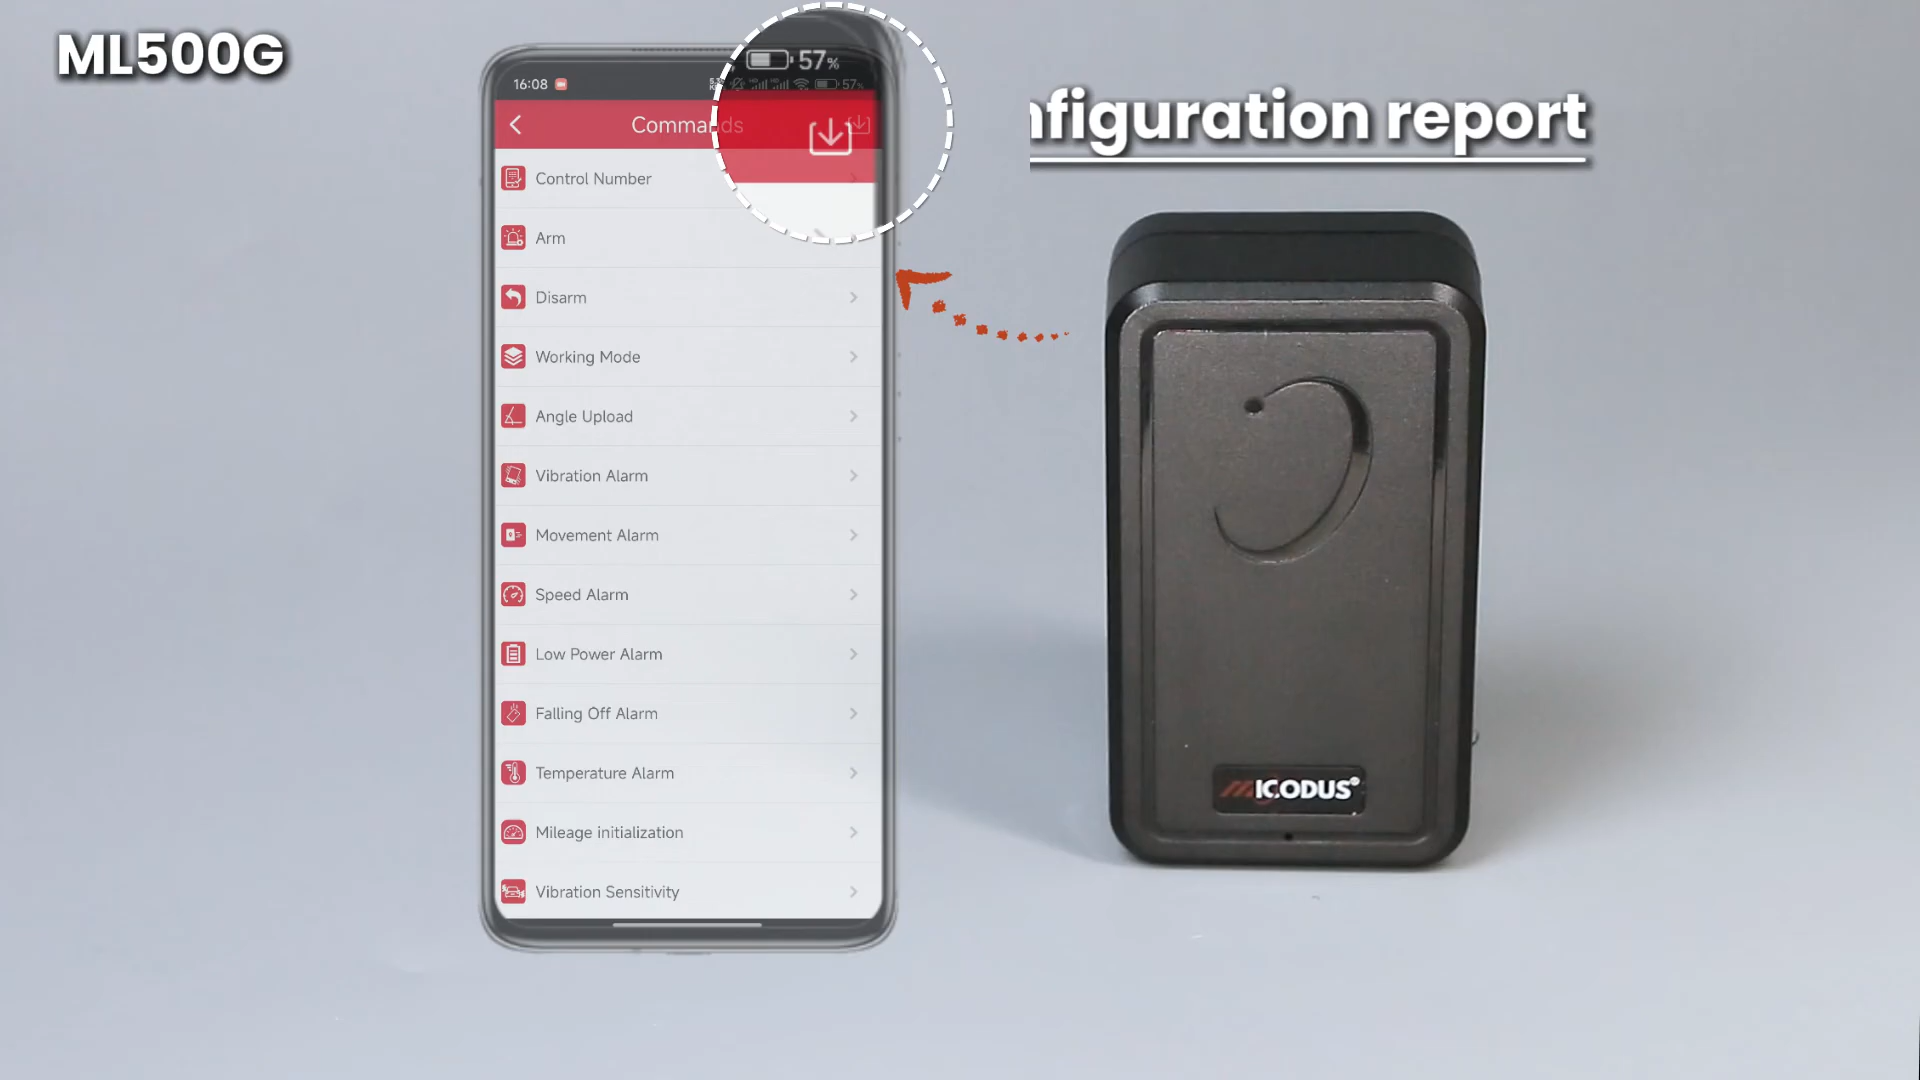 ML500G
57%
16:08
57%
Commands
nfiguration report
Control Number
Arm
Disarm
Working Mode
Angle Upload
Vibration Alarm
Movement Alarm
Speed Alarm
Low Power Alarm
Falling Off Alarm
Temperature Alarm
Mileage initialization
Vibration Sensitivity
MICODUS